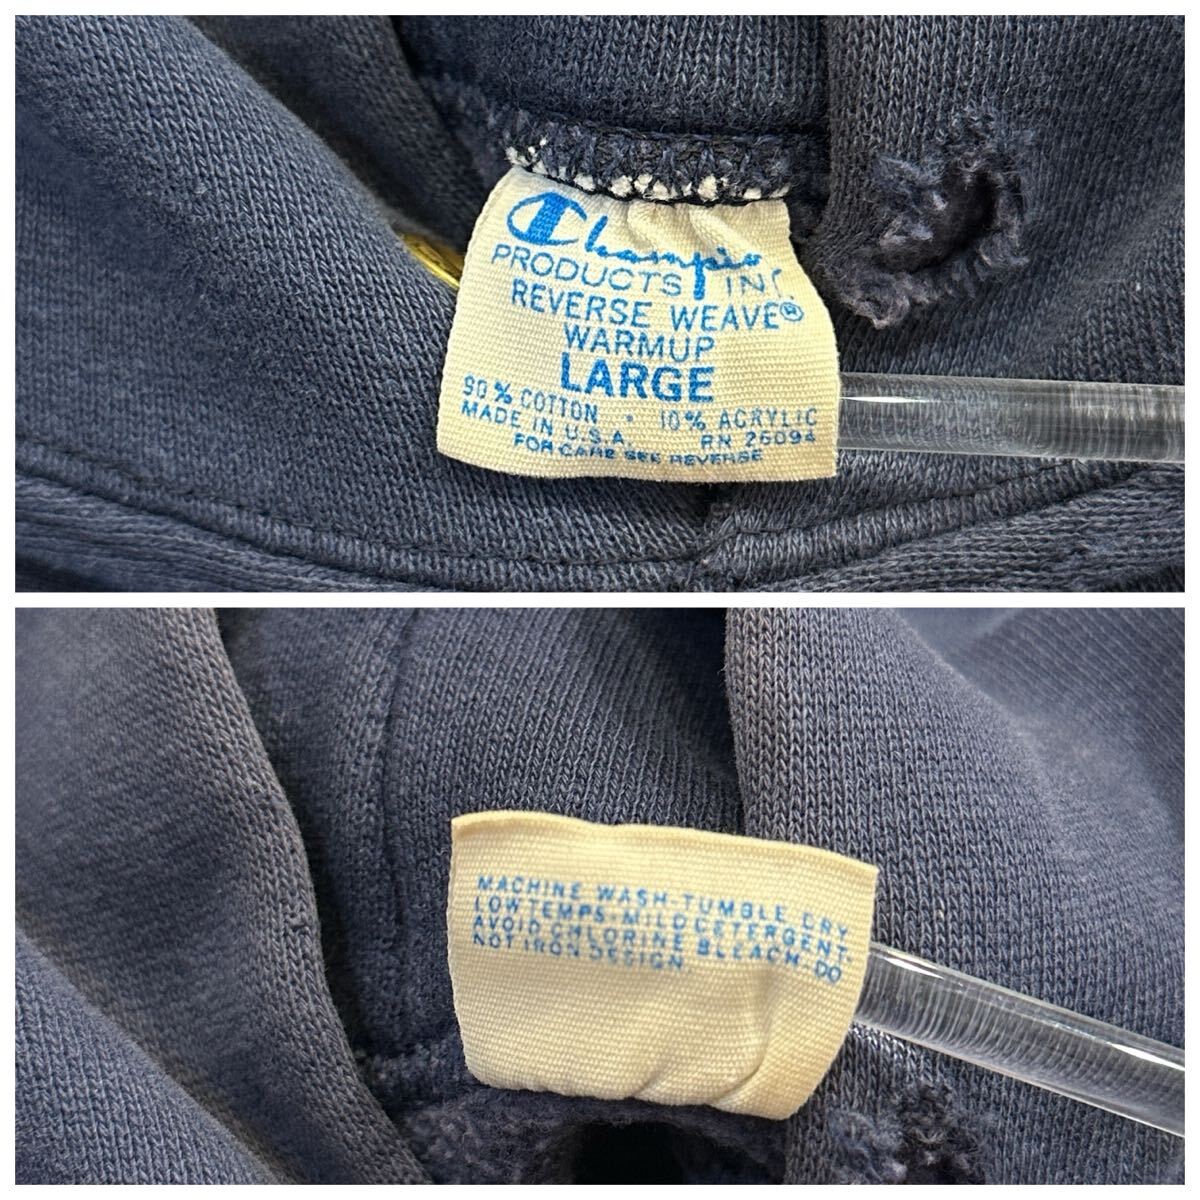 Champion
PRODUCTS INC.
REVERSE WEAVE®
WARMUP
LARGE
90% COTTON · 10% ACRYLIC
MADE IN U.S.A. RN 26094
FOR CARE SEE REVERSE
MACHINE WASH-TUMBLE DRY
LOW TEMPS-MILD DETERGENT-
AVOID CHLORINE BLEACH-DO
NOT IRON DESIGN.